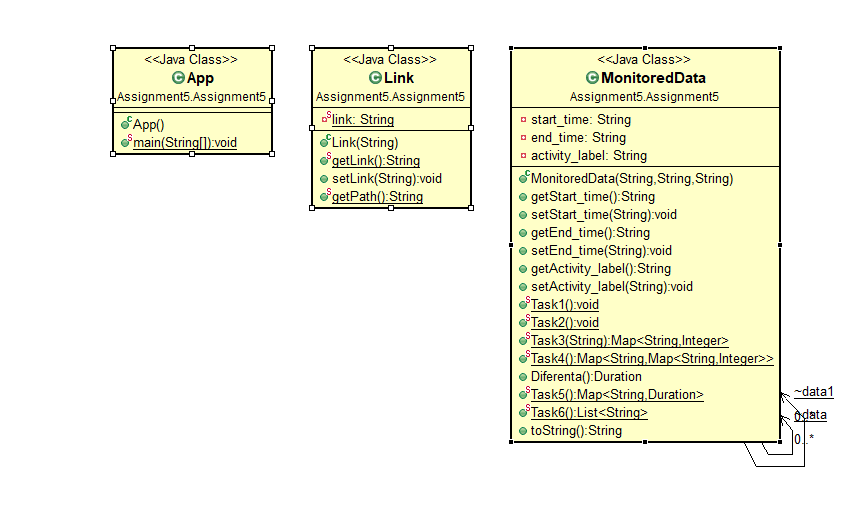 <<Java Class>>
App
Assignment5.Assignment5
App()
main(String[]):void
<<Java Class>>
Link
Assignment5.Assignment5
link: String
Link(String)
getLink():String
setLink(String):void
getPath():String
<<Java Class>>
MonitoredData
Assignment5.Assignment5
start_time: String
end_time: String
activity_label: String
MonitoredData(String,String,String)
getStart_time():String
setStart_time(String):void
getEnd_time():String
setEnd_time(String):void
getActivity_label():String
setActivity_label(String):void
Task1():void
Task2():void
Task3(String):Map<String,Integer>
Task4():Map<String,Map<String,Integer>>
Diferenta():Duration
Task5():Map<String,Duration>
Task6():List<String>
toString():String
~data1
~data
0..*